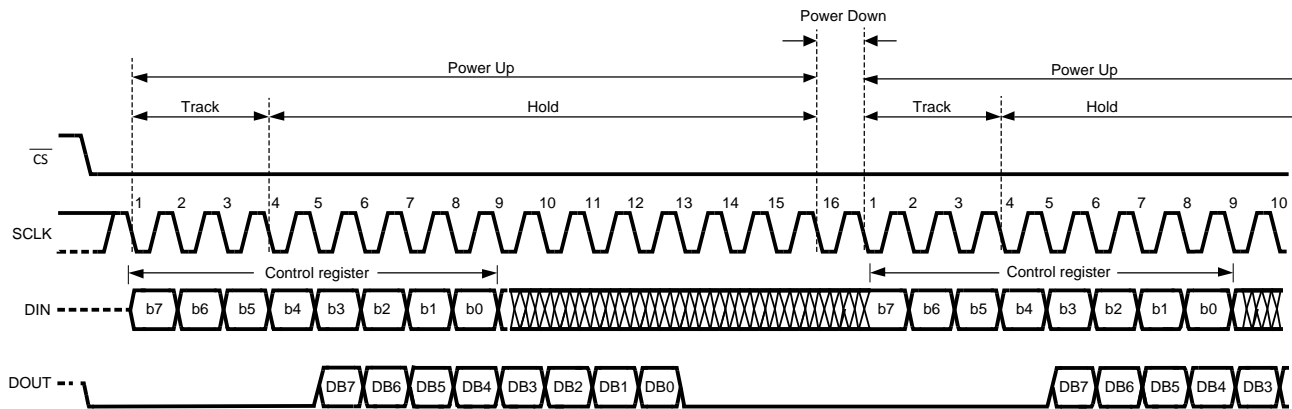 Power Down
Power Up
Power Up
Track
Hold
Track
Hold
CS
SCLK
1 2 3 4 5 6 7 8 9 10 11 12 13 14 15 16 1 2 3 4 5 6 7 8 9 10
Control register
Control register
DIN
b7 b6 b5 b4 b3 b2 b1 b0 b7 b6 b5 b4 b3 b2 b1 b0
DOUT
DB7 DB6 DB5 DB4 DB3 DB2 DB1 DB0 DB7 DB6 DB5 DB4 DB3